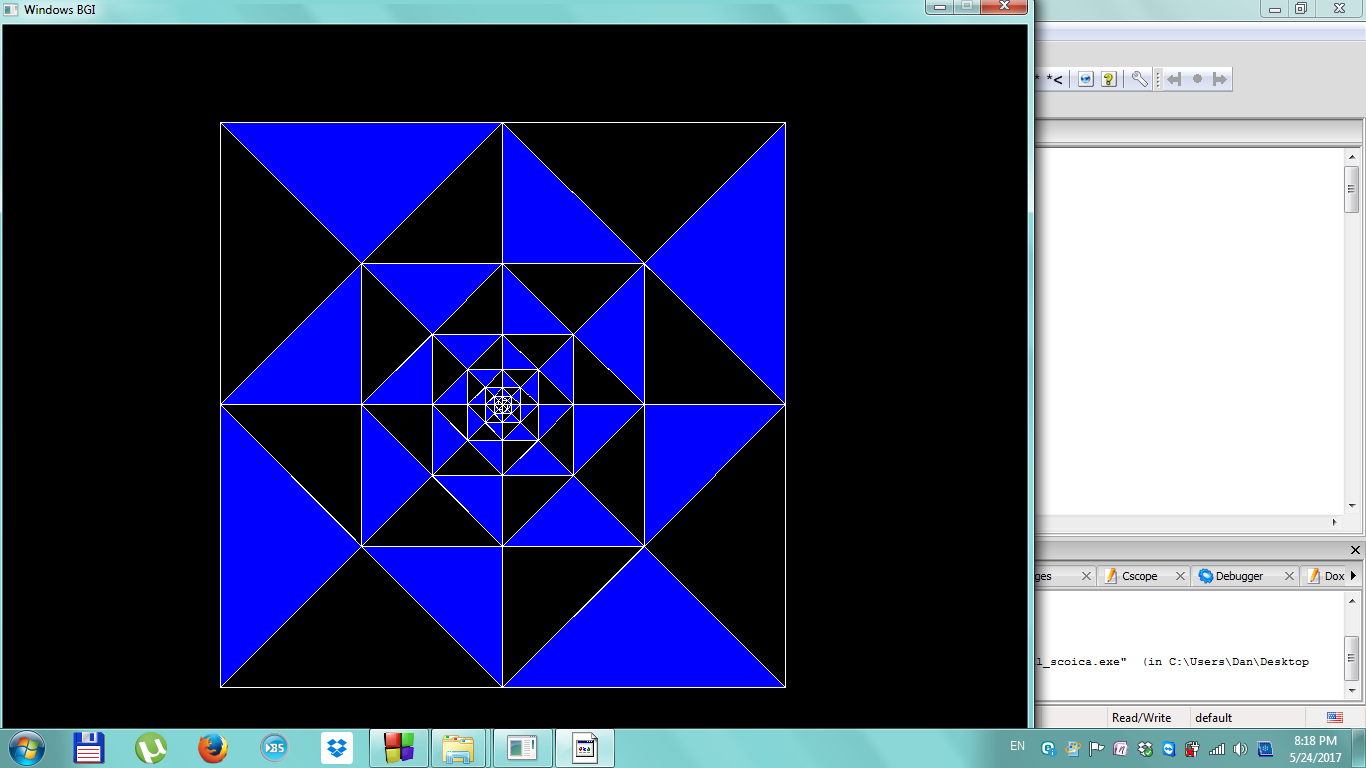 Windows BGI
* *<
ges
Cscope
Debugger
Dox
l_scoica.exe"  (in C:\Users\Dan\Desktop
Read/Write
default
BS
EN
8:18 PM
5/24/2017